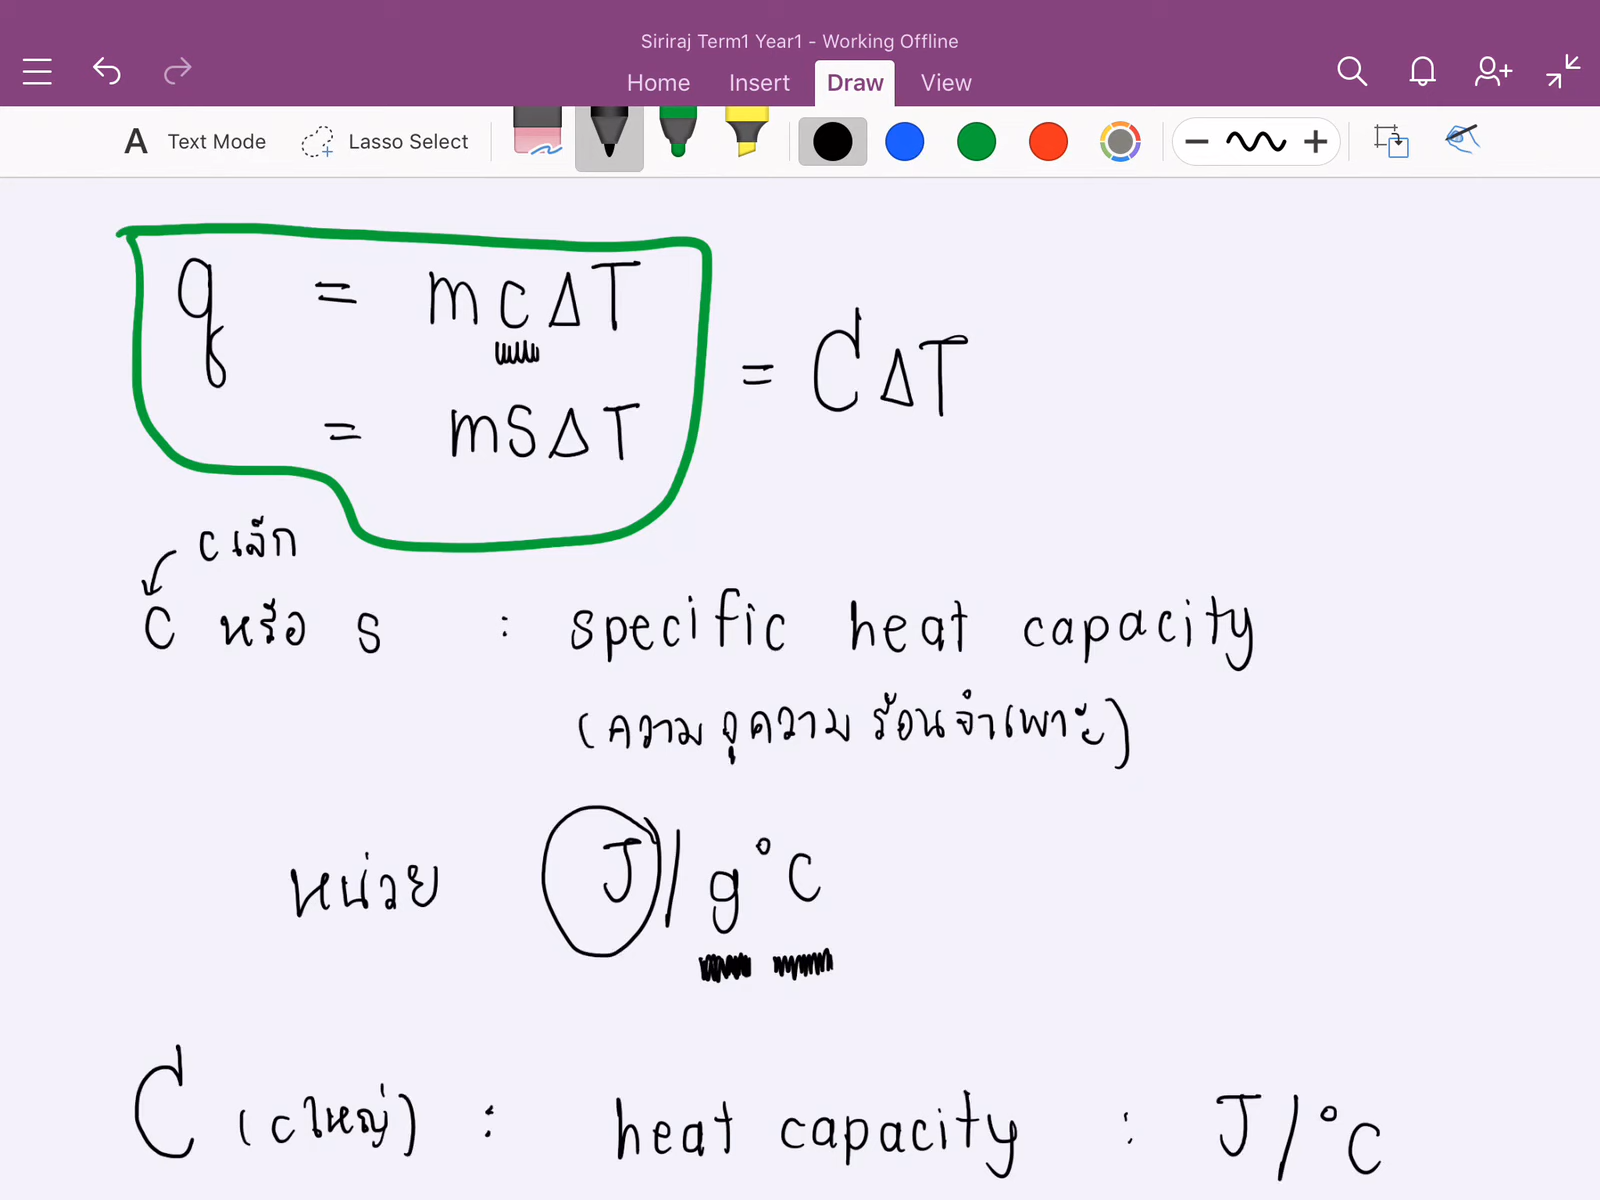 Siriraj Term1 Year1 - Working Offline
Home Insert Draw View
A Text Mode Lasso Select
q = mcΔT
= CΔT
= mSΔT
c เล็ก
c หรือ s : specific heat capacity
(ความจุความร้อนจำเพาะ)
หน่วย J/g°C
C (c ใหญ่) : heat capacity : J/°C